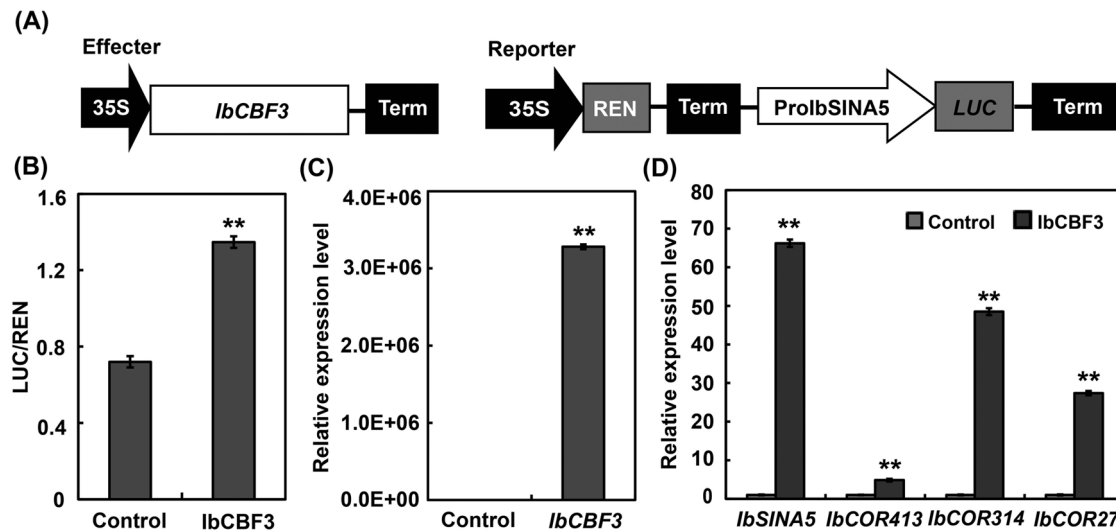 (A)
Effecter
35S IbCBF3 Term
Reporter
35S REN Term ProIbSINA5 LUC Term
(B)
LUC/REN
1.6
1.2
0.8
0.4
0
**
Control IbCBF3
(C)
Relative expression level
4.0E+06
3.0E+06
2.0E+06
1.0E+06
0.0E+00
**
Control IbCBF3
(D)
Relative expression level
80
70
60
50
40
30
20
10
0
Control IbCBF3
**
**
**
**
IbSINA5 IbCOR413 IbCOR314 IbCOR27